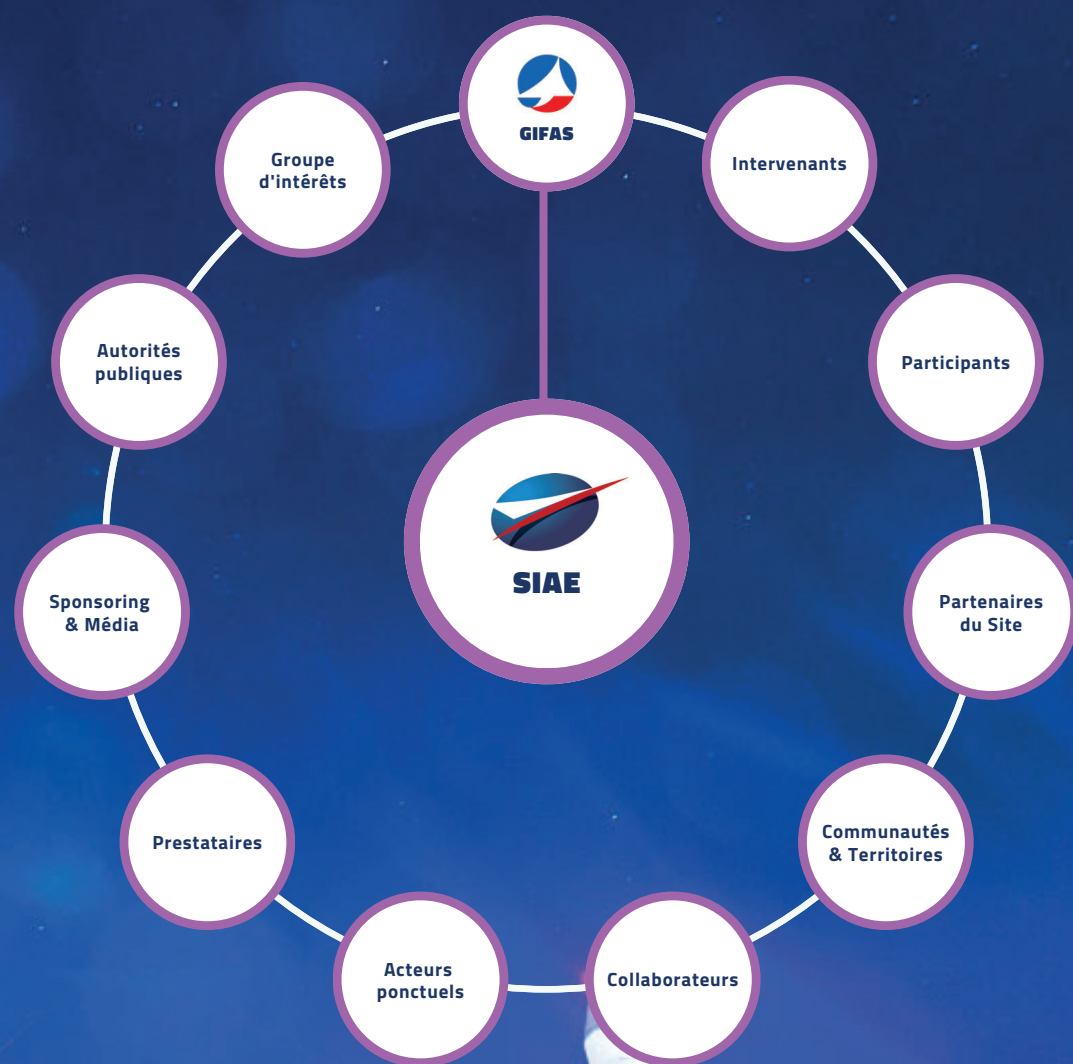 GIFAS
Groupe
d'intérêts
Intervenants
Autorités
publiques
Participants
SIAE
Sponsoring
& Média
Partenaires
du Site
Prestataires
Communautés
& Territoires
Acteurs
ponctuels
Collaborateurs